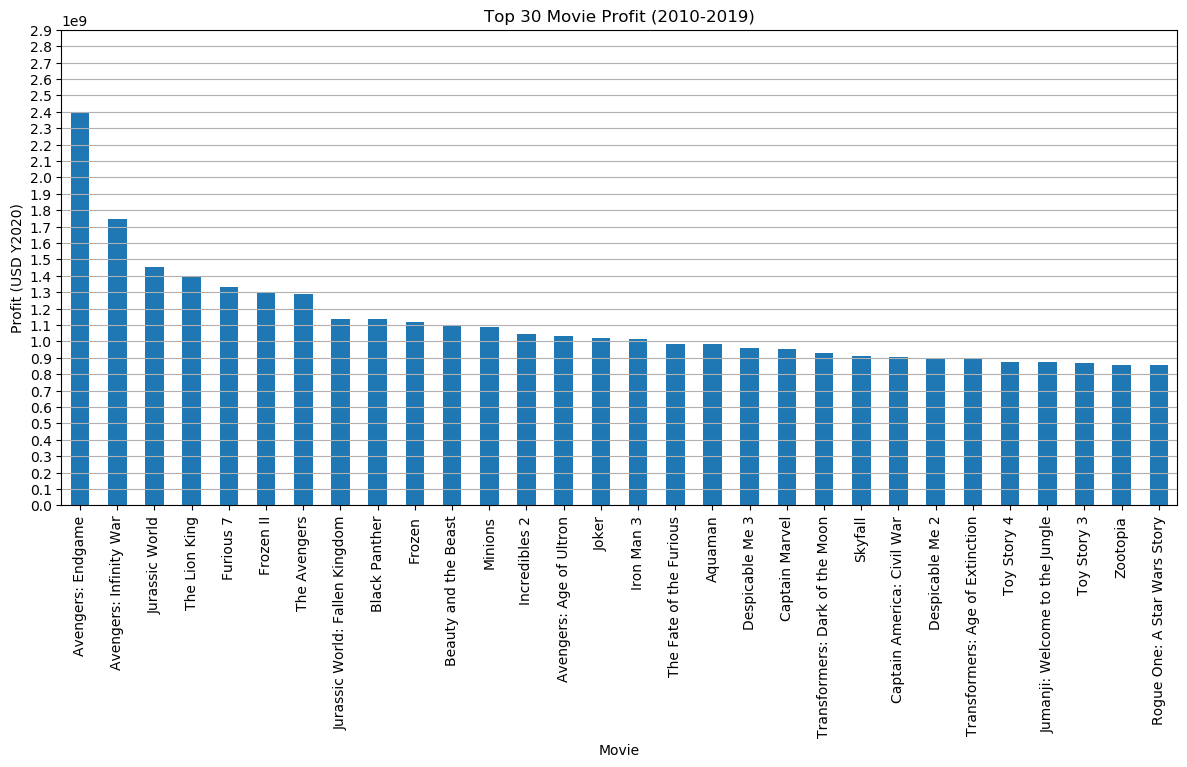 Top 30 Movie Profit (2010-2019)
1e9
2.9
2.8
2.7
2.6
2.5
2.4
2.3
2.2
2.1
2.0
1.9
1.8
1.7
1.6
1.5
1.4
1.3
1.2
1.1
1.0
0.9
0.8
0.7
0.6
0.5
0.4
0.3
0.2
0.1
0.0
Profit (USD Y2020)
Avengers: Endgame
Avengers: Infinity War
Jurassic World
The Lion King
Furious 7
Frozen II
The Avengers
Jurassic World: Fallen Kingdom
Black Panther
Frozen
Beauty and the Beast
Minions
Incredibles 2
Avengers: Age of Ultron
Joker
Iron Man 3
The Fate of the Furious
Aquaman
Despicable Me 3
Captain Marvel
Transformers: Dark of the Moon
Skyfall
Captain America: Civil War
Despicable Me 2
Transformers: Age of Extinction
Toy Story 4
Jumanji: Welcome to the Jungle
Toy Story 3
Zootopia
Rogue One: A Star Wars Story
Movie